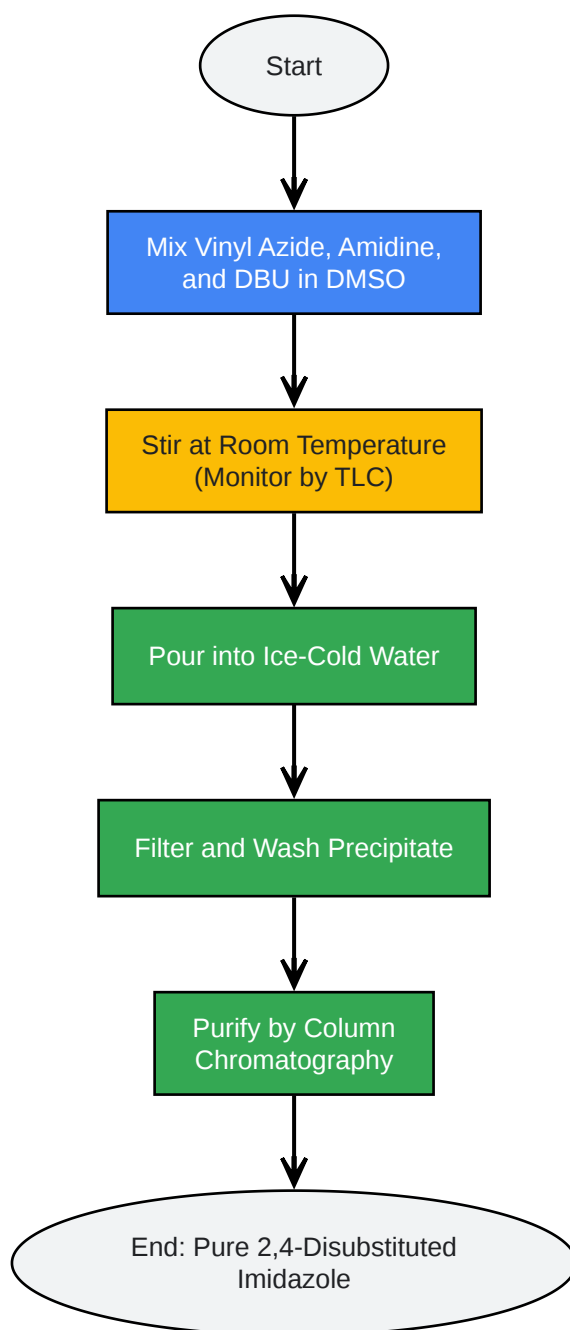 Start
Mix Vinyl Azide, Amidine,
and DBU in DMSO
Stir at Room Temperature
(Monitor by TLC)
Pour into Ice-Cold Water
Filter and Wash Precipitate
Purify by Column
Chromatography
End: Pure 2,4-Disubstituted
Imidazole